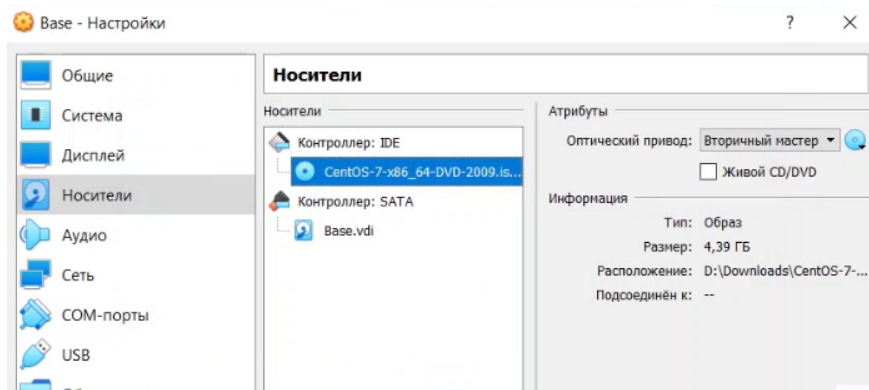 Base - Настройки ?
Общие
Система
Дисплей
Носители
Аудио
Сеть
COM-порты
USB
Носители
Носители
Контроллер: IDE
CentOS-7-x86_64-DVD-2009.is...
Контроллер: SATA
Base.vdi
Атрибуты
Оптический привод: Вторичный мастер
Живой CD/DVD
Информация
Тип: Образ
Размер: 4,39 ГБ
Расположение: D:\Downloads\CentOS-7-...
Подсоединён к: --